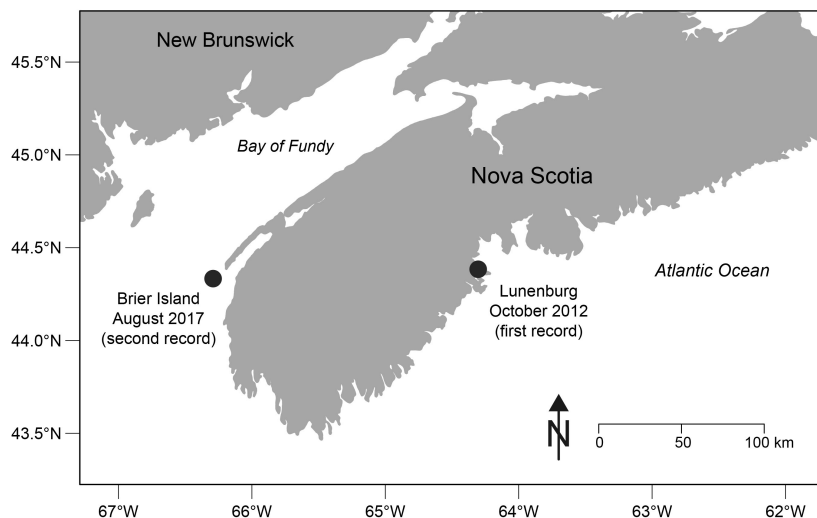 New Brunswick
45.5°N
Bay of Fundy
45.0°N
Nova Scotia
44.5°N
Atlantic Ocean
Brier Island
August 2017
(second record)
Lunenburg
October 2012
(first record)
44.0°N
N
0 50 100 km
43.5°N
67°W 66°W 65°W 64°W 63°W 62°W